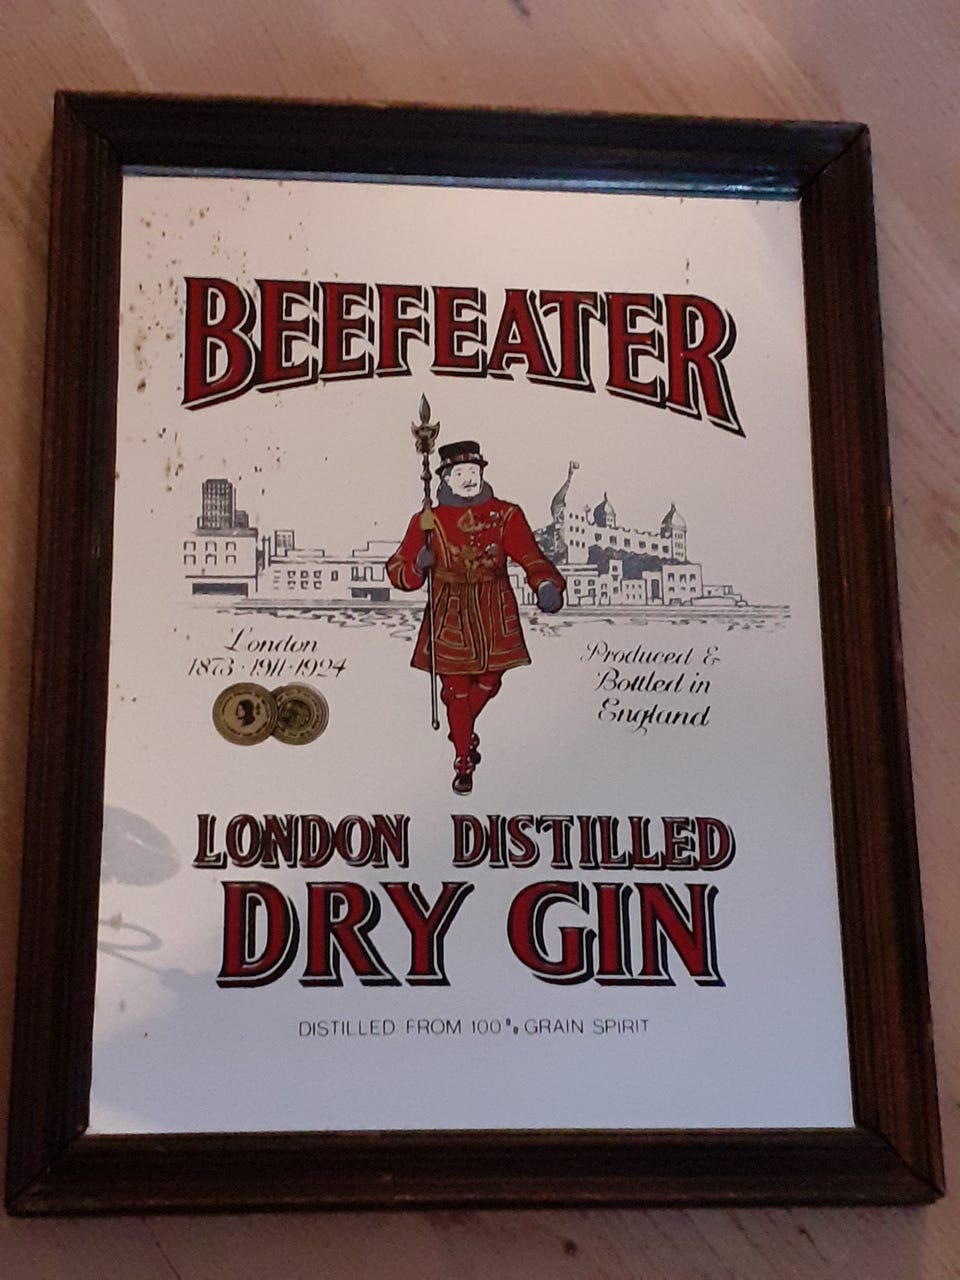 BEEFEATER
London
1873 · 1911 · 1924
Produced &
Bottled in
England
LONDON DISTILLED
DRY GIN
DISTILLED FROM 100% GRAIN SPIRIT